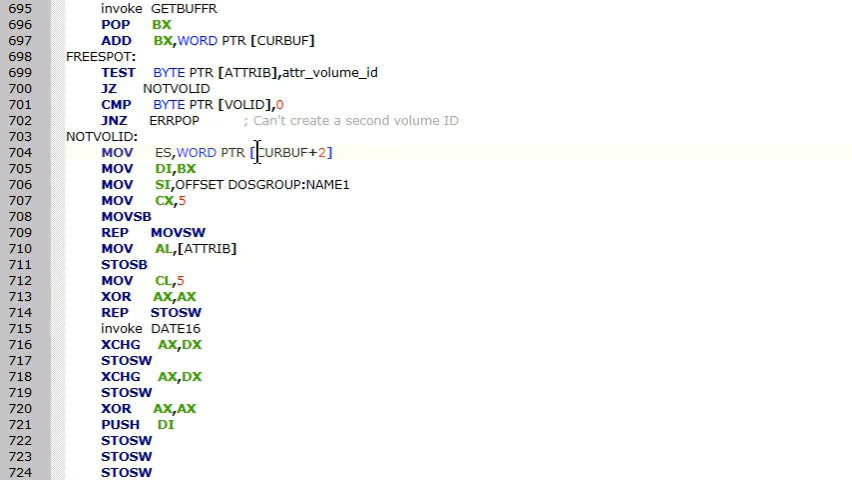 695 invoke GETBUFFR
696 POP BX
697 ADD BX,WORD PTR [CURBUF]
698 FREESPOT:
699 TEST BYTE PTR [ATTRIB],attr_volume_id
700 JZ NOTVOLID
701 CMP BYTE PTR [VOLID],0
702 JNZ ERRPOP ; Can't create a second volume ID
703 NOTVOLID:
704 MOV ES,WORD PTR [CURBUF+2]
705 MOV DI,BX
706 MOV SI,OFFSET DOSGROUP:NAME1
707 MOV CX,5
708 MOVSB
709 REP MOVSW
710 MOV AL,[ATTRIB]
711 STOSB
712 MOV CL,5
713 XOR AX,AX
714 REP STOSW
715 invoke DATE16
716 XCHG AX,DX
717 STOSW
718 XCHG AX,DX
719 STOSW
720 XOR AX,AX
721 PUSH DI
722 STOSW
723 STOSW
724 STOSW